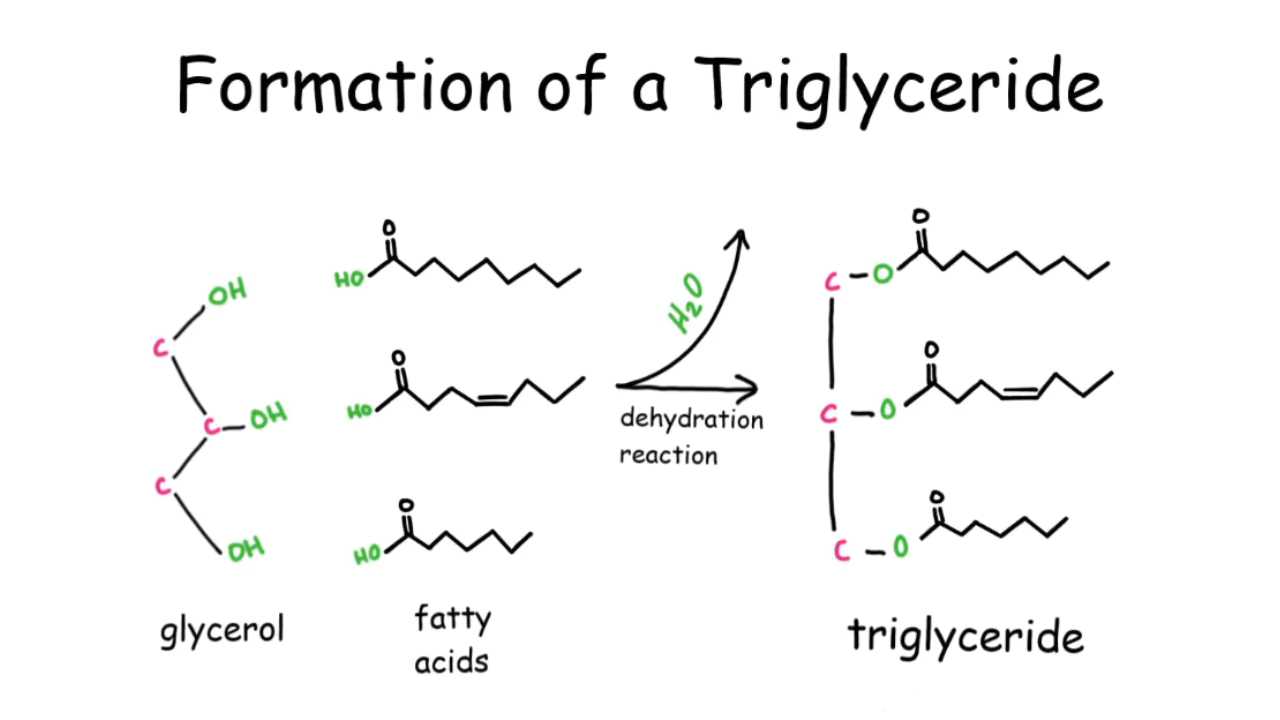 Formation of a Triglyceride
OH
C
C-OH
C
OH
glycerol
O
HO
O
HO
O
HO
fatty
acids
H2O
dehydration
reaction
O
C-O
O
C-O
O
C-O
triglyceride